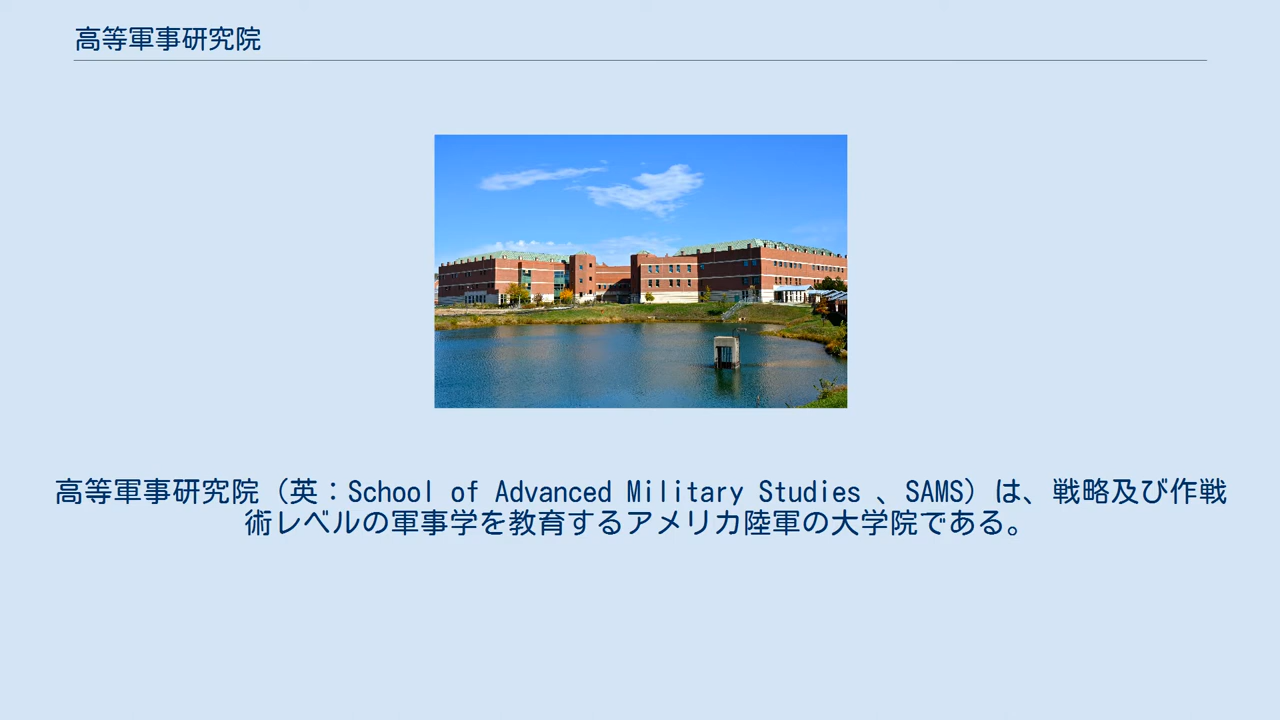 高等軍事研究院
高等軍事研究院（英：School of Advanced Military Studies 、SAMS）は、戦略及び作戦
術レベルの軍事学を教育するアメリカ陸軍の大学院である。